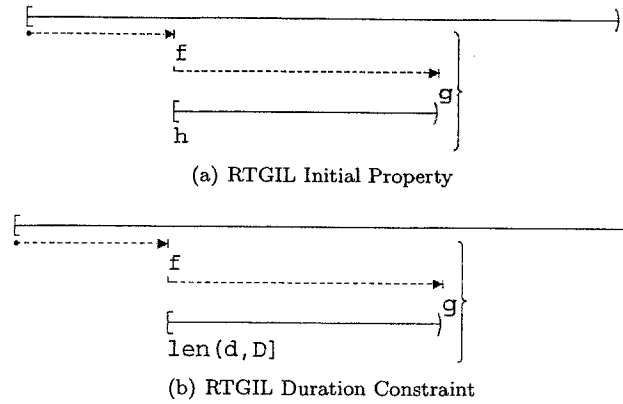 f
g
h
(a) RTGIL Initial Property
f
g
len(d,D]
(b) RTGIL Duration Constraint